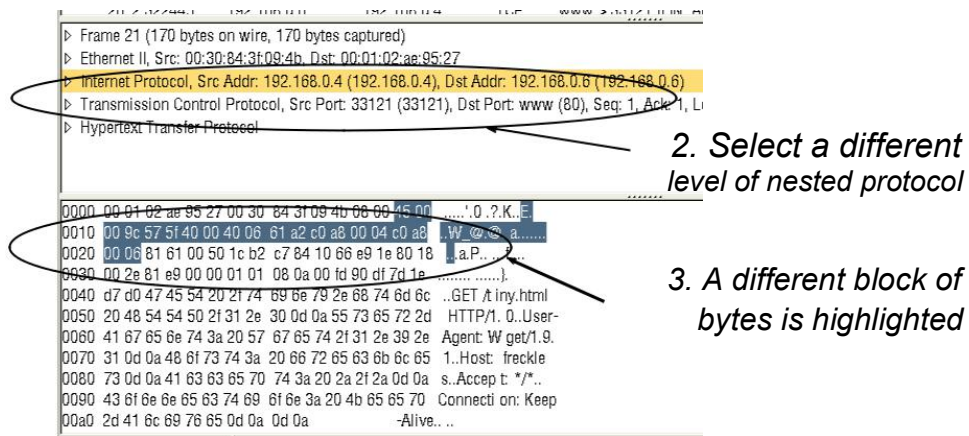 Frame 21 (170 bytes on wire, 170 bytes captured)
Ethernet II, Src: 00:30:84:3f:09:4b, Dst: 00:01:02:ae:95:27
Internet Protocol, Src Addr: 192.168.0.4 (192.168.0.4), Dst Addr: 192.168.0.6 (192.168.0.6)
Transmission Control Protocol, Src Port: 33121 (33121), Dst Port: www (80), Seq: 1, Ack: 1,
Hypertext Transfer Protocol
2. Select a different
level of nested protocol
0000 00 01 02 ae 95 27 00 30 84 3f 09 4b 08 00 45 00 .....'.0 .?.K..E.
0010 00 9c 57 5f 40 00 40 06 61 a2 c0 a8 00 04 c0 a8 ..W_@.@. a.......
0020 00 06 81 61 00 50 1c b2 c7 84 10 66 e9 1e 80 18 ...a.P.. ...f....
0030 00 2e 81 e9 00 00 01 01 08 0a 00 fd 90 df 7d 1e ........ ......}.
0040 d7 d0 47 45 54 20 2f 74 69 6e 79 2e 68 74 6d 6c ..GET /t iny.html
0050 20 48 54 54 50 2f 31 2e 30 0d 0a 55 73 65 72 2d HTTP/1. 0..User-
0060 41 67 65 6e 74 3a 20 57 67 65 74 2f 31 2e 39 2e Agent: W get/1.9.
0070 31 0d 0a 48 6f 73 74 3a 20 66 72 65 63 6b 6c 65 1..Host: freckle
0080 73 0d 0a 41 63 63 65 70 74 3a 20 2a 2f 2a 0d 0a s..Accep t: */*..
0090 43 6f 6e 6e 65 63 74 69 6f 6e 3a 20 4b 65 65 70 Connecti on: Keep
00a0 2d 41 6c 69 76 65 0d 0a 0d 0a -Alive.. ..
3. A different block of
bytes is highlighted